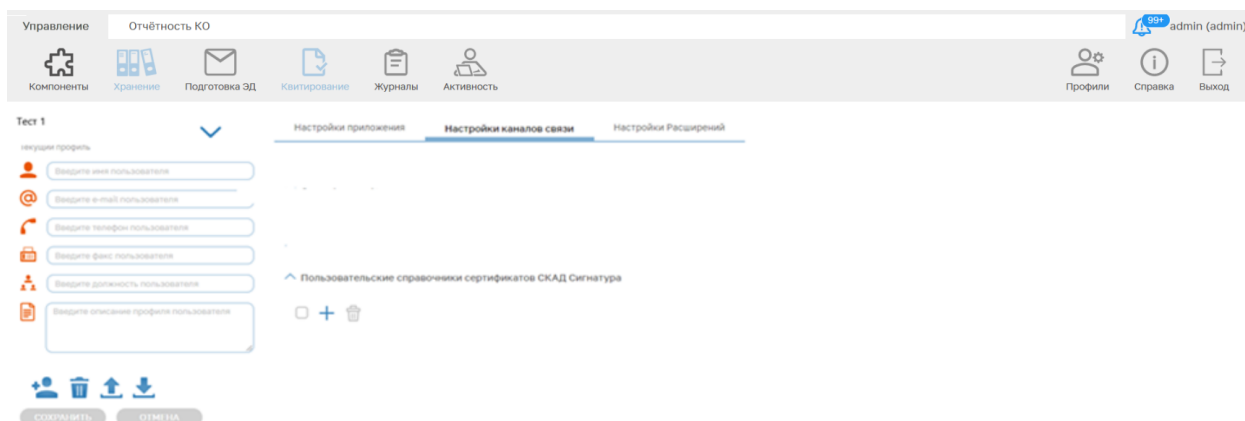 Управление Отчётность КО 99+ admin (admin)
Компоненты Хранение Подготовка ЭД Квитирование Журналы Активность Профили Справка Выход
Тест 1
Настройки приложения Настройки каналов связи Настройки Расширений
текущий профиль
Введите имя пользователя
Введите e-mail пользователя
Введите телефон пользователя
Введите факс пользователя
Пользовательские справочники сертификатов СКАД Сигнатура
Введите должность пользователя
Введите описание профиля пользователя
СОХРАНИТЬ ОТМЕНА